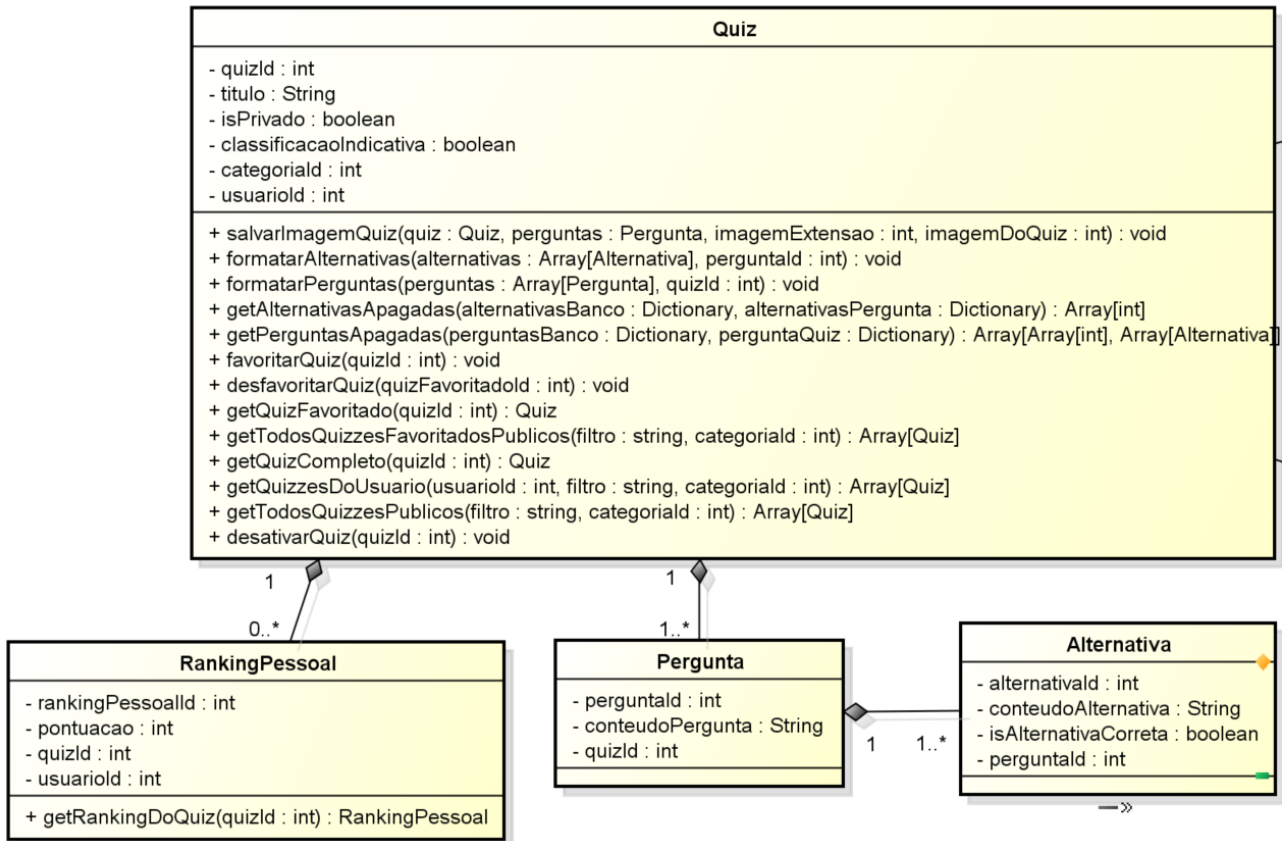 Quiz
- quizId : int
- titulo : String
- isPrivado : boolean
- classificacaoIndicativa : boolean
- categoriaId : int
- usuarioId : int
+ salvarImagemQuiz(quiz : Quiz, perguntas : Pergunta, imagemExtensao : int, imagemDoQuiz : int) : void
+ formatarAlternativas(alternativas : Array[Alternativa], perguntaId : int) : void
+ formatarPerguntas(perguntas : Array[Pergunta], quizId : int) : void
+ getAlternativasApagadas(alternativasBanco : Dictionary, alternativasPergunta : Dictionary) : Array[int]
+ getPerguntasApagadas(perguntasBanco : Dictionary, perguntaQuiz : Dictionary) : Array[Array[int], Array[Alternativa]]
+ favoritarQuiz(quizId : int) : void
+ desfavoritarQuiz(quizFavoritadoId : int) : void
+ getQuizFavoritado(quizId : int) : Quiz
+ getTodosQuizzesFavoritadosPublicos(filtro : string, categoriaId : int) : Array[Quiz]
+ getQuizCompleto(quizId : int) : Quiz
+ getQuizzesDoUsuario(usuarioId : int, filtro : string, categoriaId : int) : Array[Quiz]
+ getTodosQuizzesPublicos(filtro : string, categoriaId : int) : Array[Quiz]
+ desativarQuiz(quizId : int) : void
1
0..*
1
1..*
RankingPessoal
- rankingPessoalId : int
- pontuacao : int
- quizId : int
- usuarioId : int
+ getRankingDoQuiz(quizId : int) : RankingPessoal
Pergunta
- perguntaId : int
- conteudoPergunta : String
- quizId : int
1
1..*
Alternativa
- alternativaId : int
- conteudoAlternativa : String
- isAlternativaCorreta : boolean
- perguntaId : int